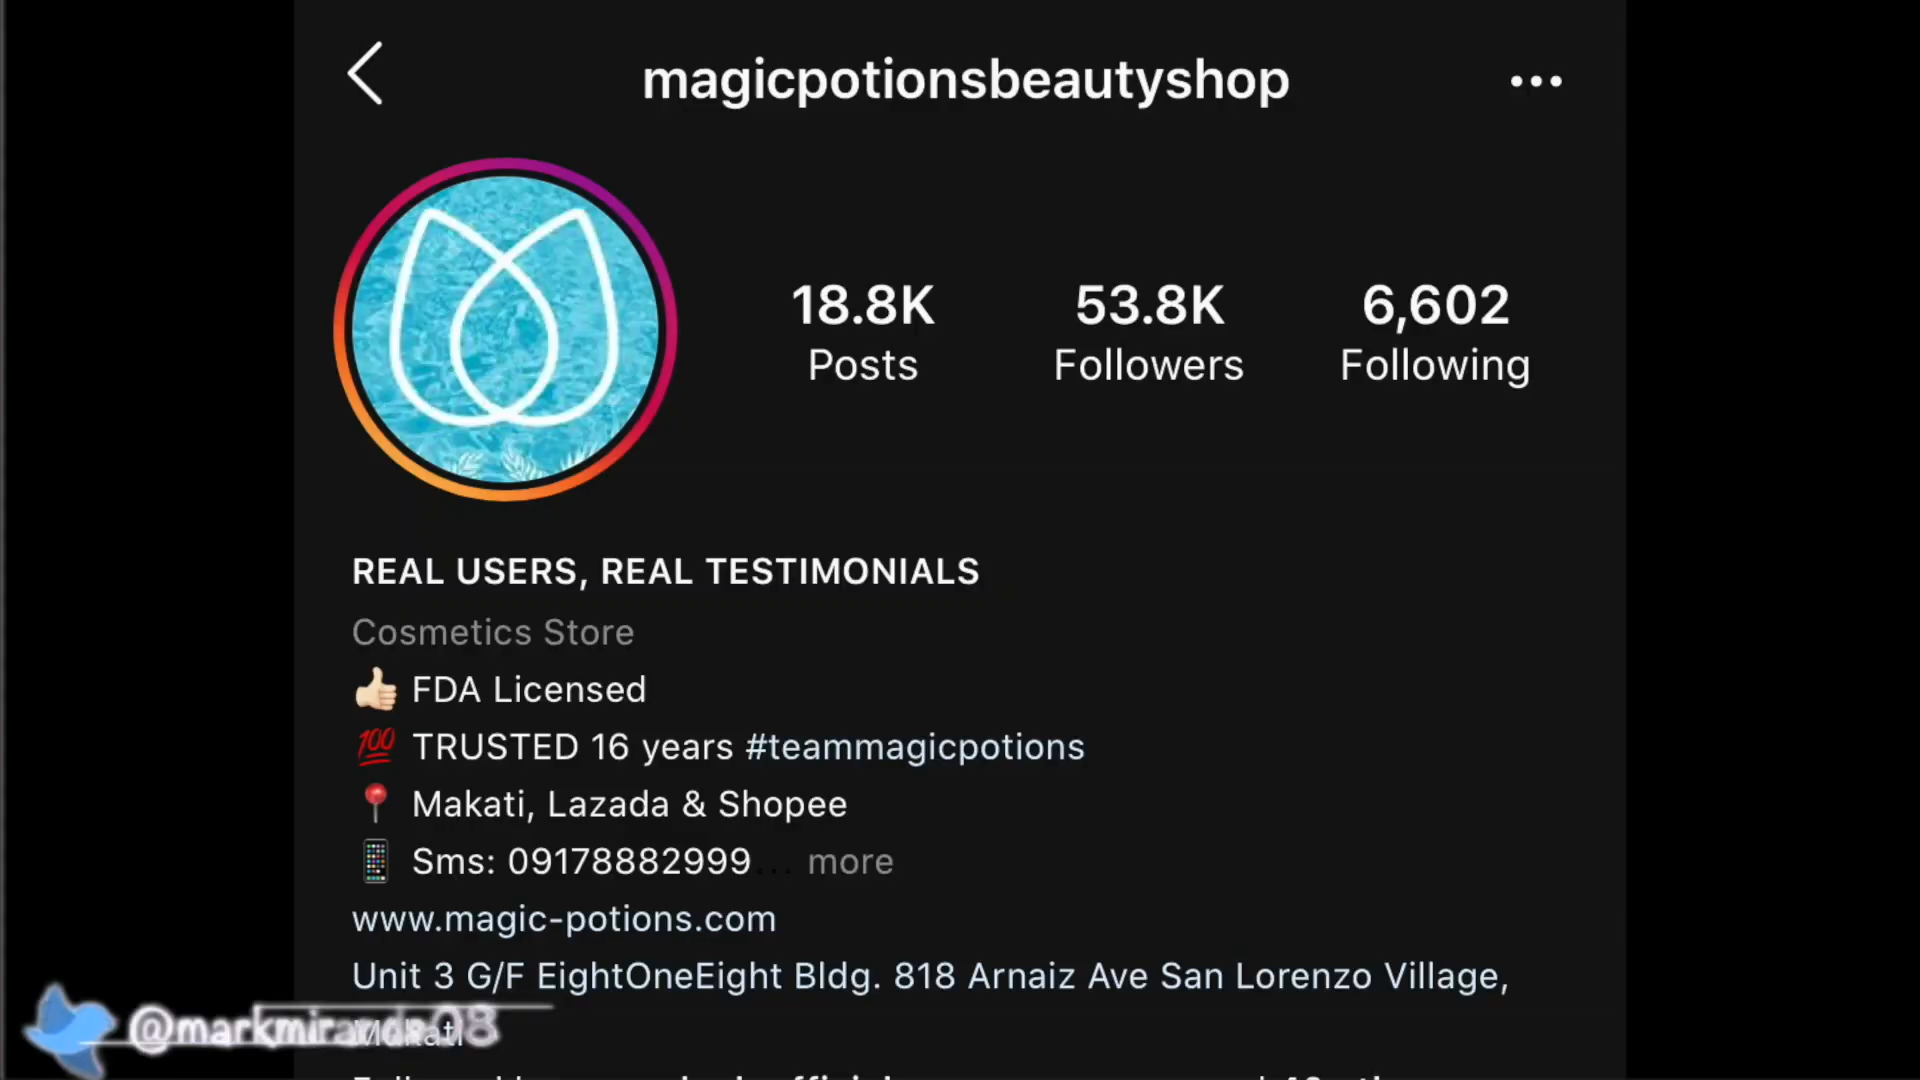 magicpotionsbeautyshop
18.8K
Posts
53.8K
Followers
6,602
Following
REAL USERS, REAL TESTIMONIALS
Cosmetics Store
👍🏻 FDA Licensed
💯 TRUSTED 16 years #teammagicpotions
📍 Makati, Lazada & Shopee
📱 Sms: 09178882999... more
www.magic-potions.com
Unit 3 G/F EightOneEight Bldg. 818 Arnaiz Ave San Lorenzo Village,
Makati
@markmiranda08